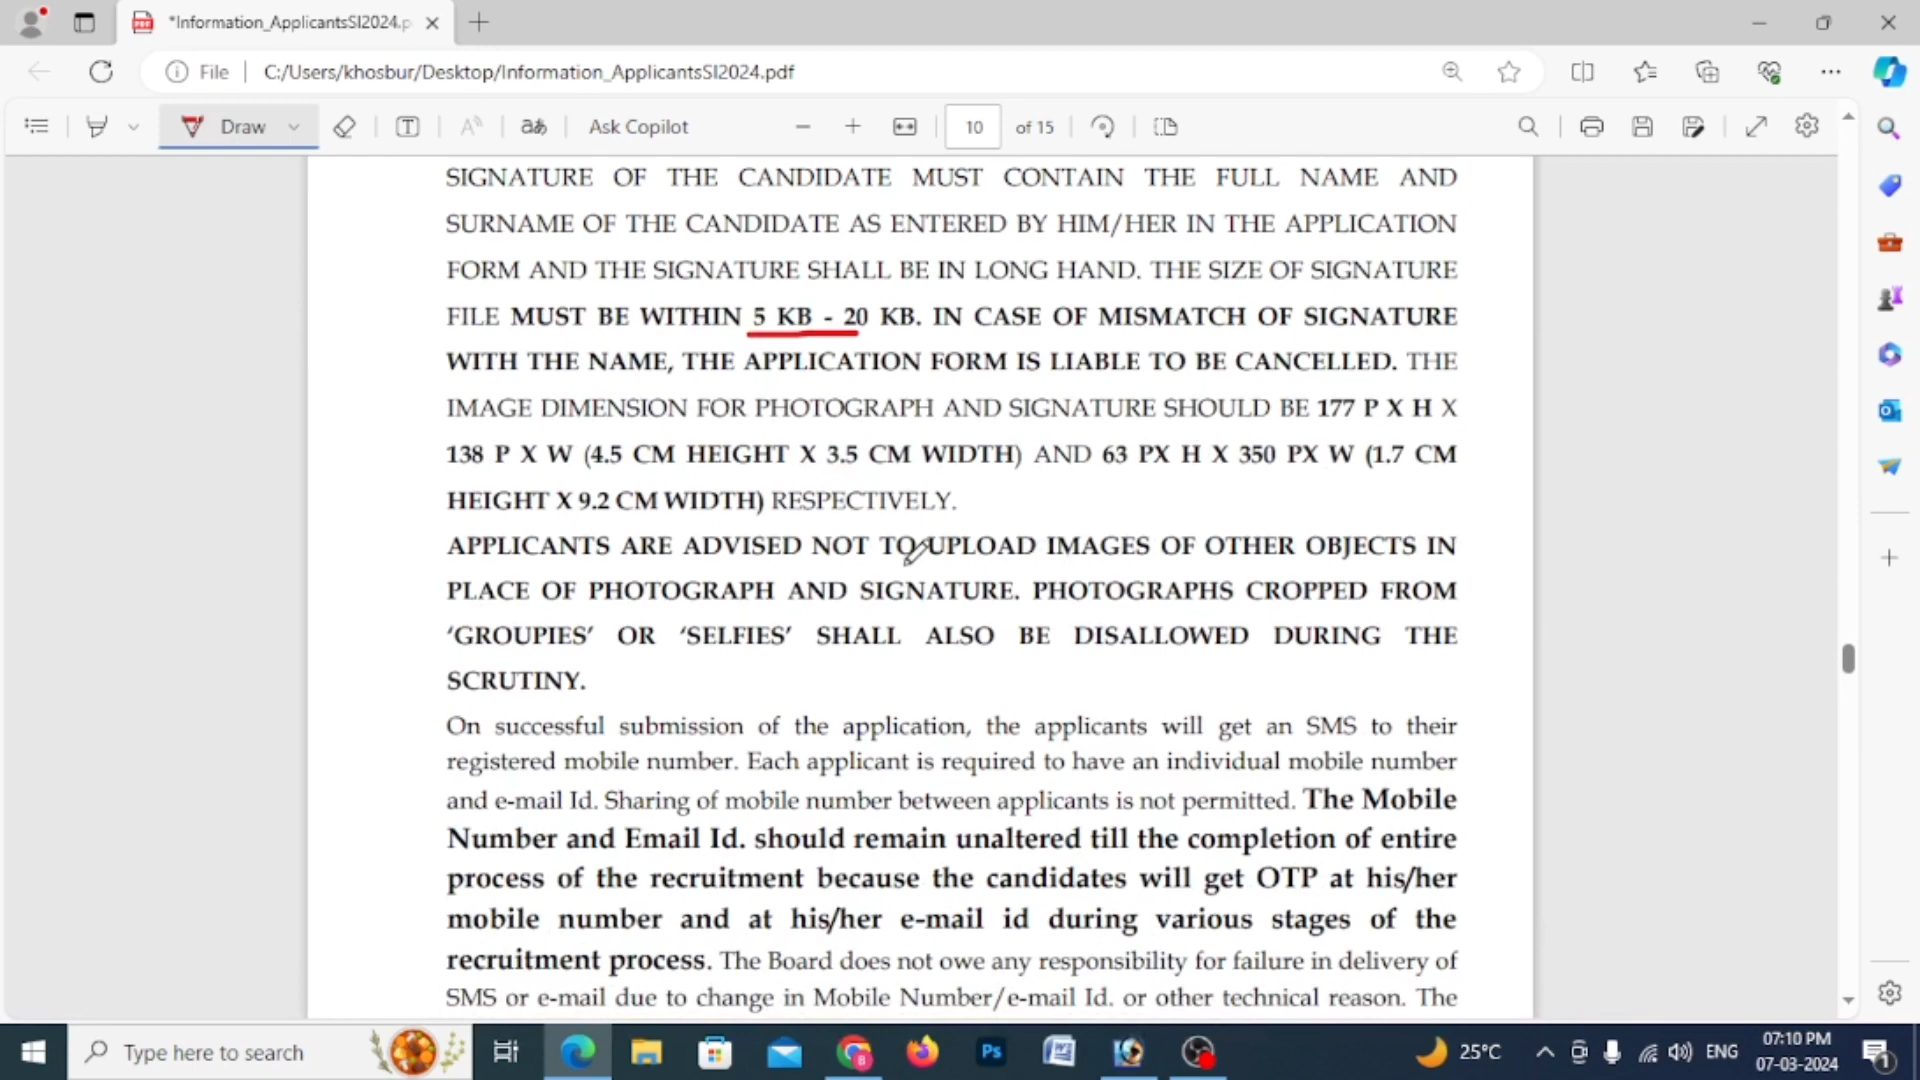 *Information_ApplicantsSI2024.p
File
C:/Users/khosbur/Desktop/Information_ApplicantsSI2024.pdf
Draw
Ask Copilot
10 of 15
SIGNATURE OF THE CANDIDATE MUST CONTAIN THE FULL NAME AND
SURNAME OF THE CANDIDATE AS ENTERED BY HIM/HER IN THE APPLICATION
FORM AND THE SIGNATURE SHALL BE IN LONG HAND. THE SIZE OF SIGNATURE
FILE MUST BE WITHIN 5 KB - 20 KB. IN CASE OF MISMATCH OF SIGNATURE
WITH THE NAME, THE APPLICATION FORM IS LIABLE TO BE CANCELLED. THE
IMAGE DIMENSION FOR PHOTOGRAPH AND SIGNATURE SHOULD BE 177 P X H X
138 P X W (4.5 CM HEIGHT X 3.5 CM WIDTH) AND 63 PX H X 350 PX W (1.7 CM
HEIGHT X 9.2 CM WIDTH) RESPECTIVELY.
APPLICANTS ARE ADVISED NOT TO UPLOAD IMAGES OF OTHER OBJECTS IN
PLACE OF PHOTOGRAPH AND SIGNATURE. PHOTOGRAPHS CROPPED FROM
‘GROUPIES’ OR ‘SELFIES’ SHALL ALSO BE DISALLOWED DURING THE
SCRUTINY.
On successful submission of the application, the applicants will get an SMS to their
registered mobile number. Each applicant is required to have an individual mobile number
and e-mail Id. Sharing of mobile number between applicants is not permitted. The Mobile
Number and Email Id. should remain unaltered till the completion of entire
process of the recruitment because the candidates will get OTP at his/her
mobile number and at his/her e-mail id during various stages of the
recruitment process. The Board does not owe any responsibility for failure in delivery of
SMS or e-mail due to change in Mobile Number/e-mail Id. or other technical reason. The
Type here to search
Ps
25°C
ENG
07:10 PM
07-03-2024
1